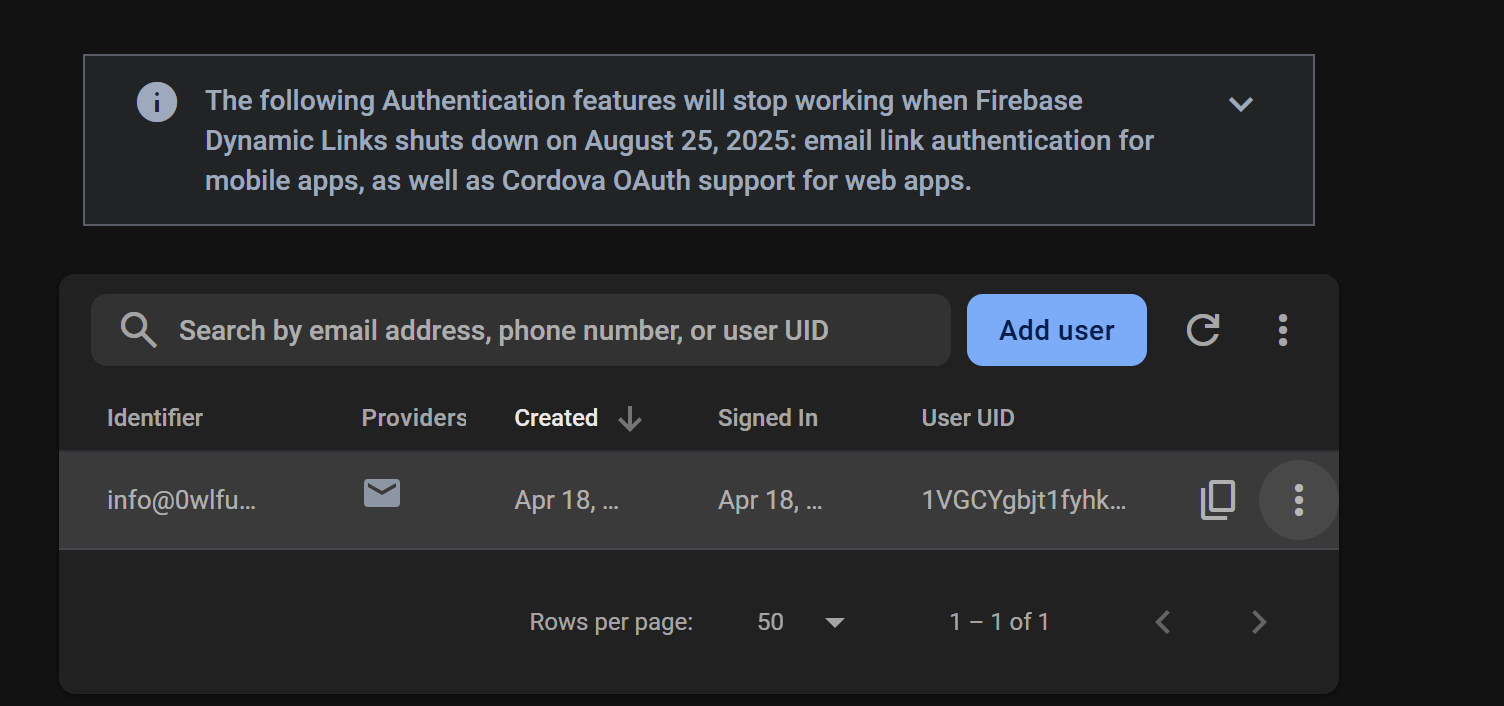 The following Authentication features will stop working when Firebase
Dynamic Links shuts down on August 25, 2025: email link authentication for
mobile apps, as well as Cordova OAuth support for web apps.
Search by email address, phone number, or user UID
Add user
Identifier Providers Created Signed In User UID
info@0wlfu… Apr 18, … Apr 18, … 1VGCYgbjt1fyhk…
Rows per page: 50 1 – 1 of 1